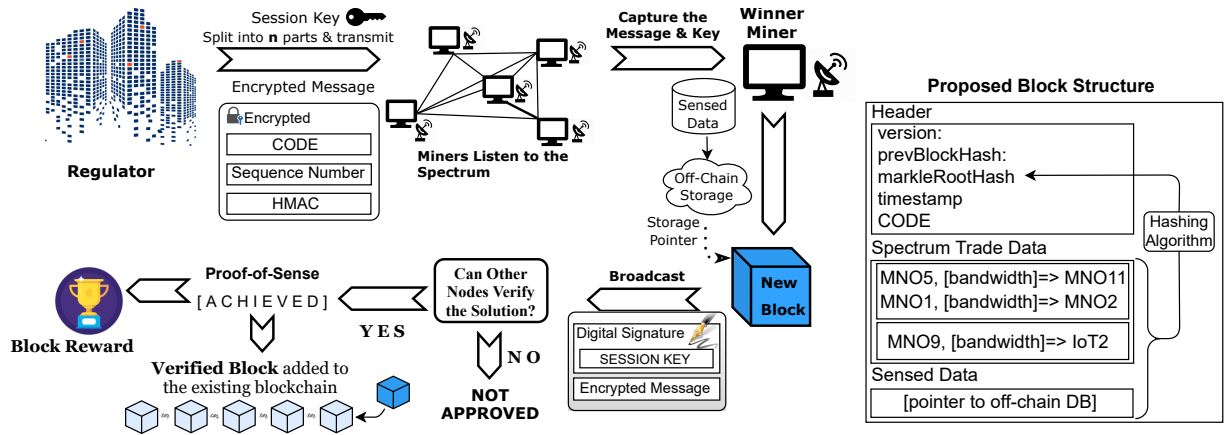 Session Key
Split into n parts & transmit
Encrypted Message
Encrypted
CODE
Sequence Number
HMAC
Regulator
Miners Listen to the
Spectrum
Capture the
Message & Key
Winner
Miner
Sensed
Data
Off-Chain
Storage
Storage
Pointer
New
Block
Broadcast
Digital Signature
SESSION KEY
Encrypted Message
Can Other
Nodes Verify
the Solution?
YES
NO
NOT
APPROVED
Proof-of-Sense
[ACHIEVED]
Block Reward
Verified Block added to
the existing blockchain
Proposed Block Structure
Header
version:
prevBlockHash:
markleRootHash
timestamp
CODE
Hashing
Algorithm
Spectrum Trade Data
MNO5, [bandwidth]=> MNO11
MNO1, [bandwidth]=> MNO2
MNO9, [bandwidth]=> IoT2
Sensed Data
[pointer to off-chain DB]